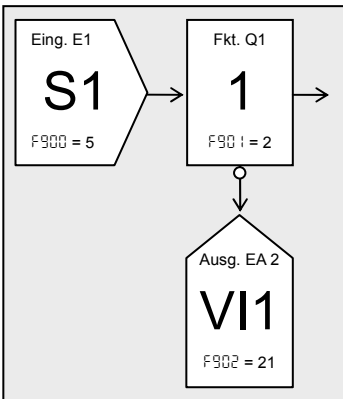 Eing. E1
S1
F900 = 5
Fkt. Q1
1
F901 = 2
Ausg. EA 2
VI1
F902 = 21